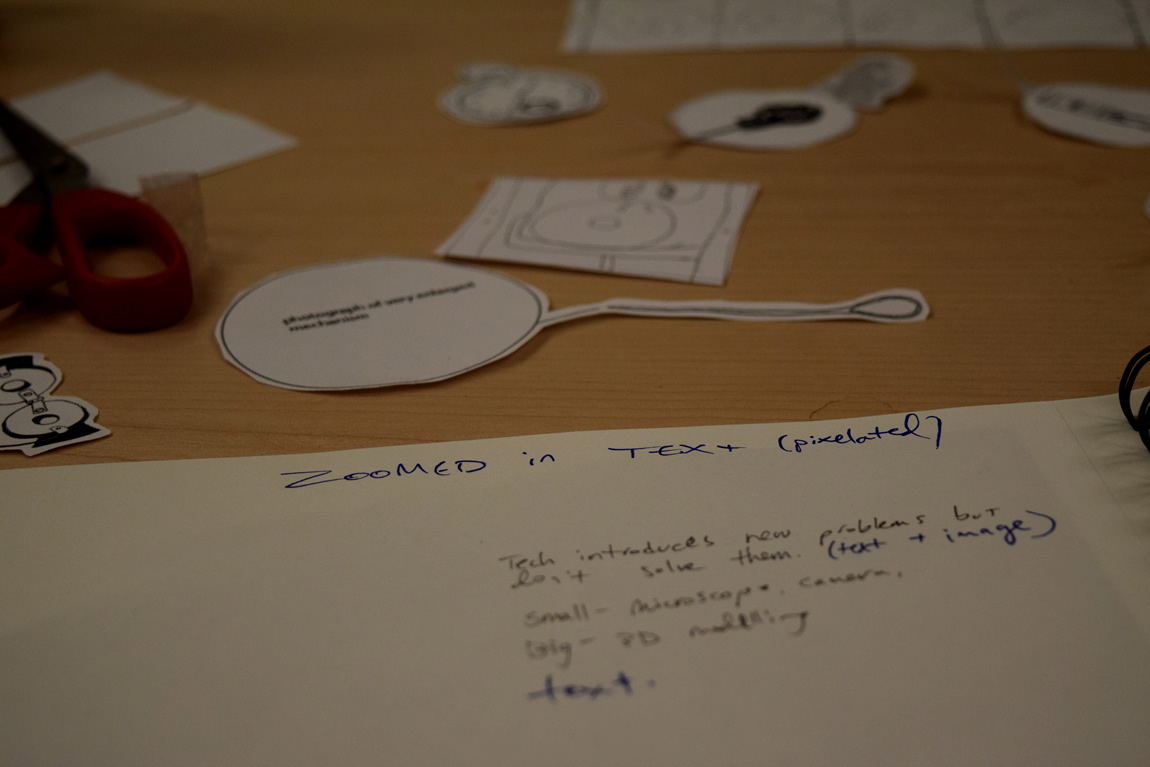 photograph of very enlarged
mechanism
ZOOMED in TEXT (pixelated)
Tech introduces new problems but
don't solve them. (text + image)
small - microscope, camera,
big - 3D modelling
text.